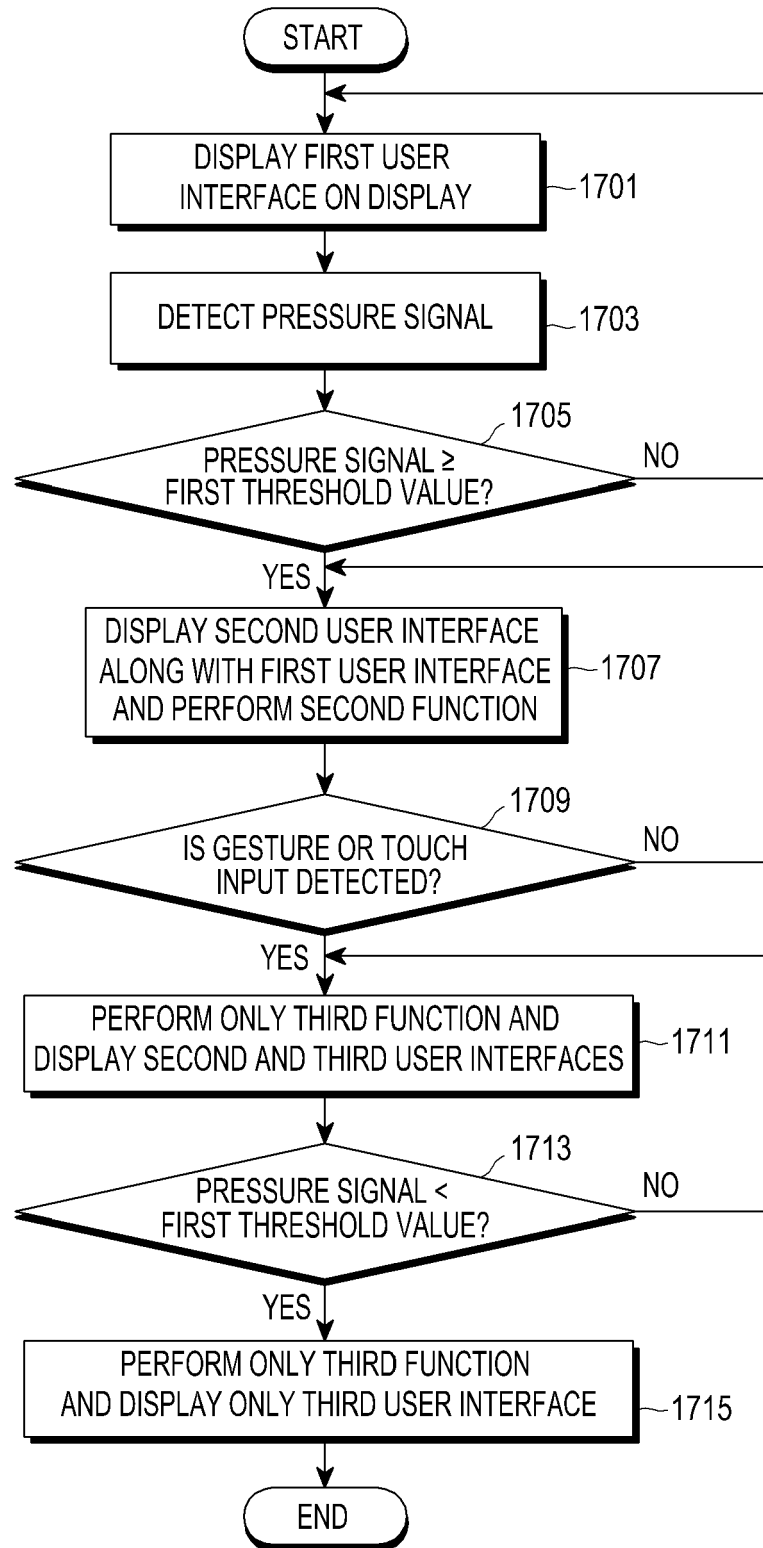 START
DISPLAY FIRST USER
INTERFACE ON DISPLAY
1701
DETECT PRESSURE SIGNAL
1703
1705
PRESSURE SIGNAL ≥
FIRST THRESHOLD VALUE?
NO
YES
DISPLAY SECOND USER INTERFACE
ALONG WITH FIRST USER INTERFACE
AND PERFORM SECOND FUNCTION
1707
1709
IS GESTURE OR TOUCH
INPUT DETECTED?
NO
YES
PERFORM ONLY THIRD FUNCTION AND
DISPLAY SECOND AND THIRD USER INTERFACES
1711
1713
PRESSURE SIGNAL <
FIRST THRESHOLD VALUE?
NO
YES
PERFORM ONLY THIRD FUNCTION
AND DISPLAY ONLY THIRD USER INTERFACE
1715
END